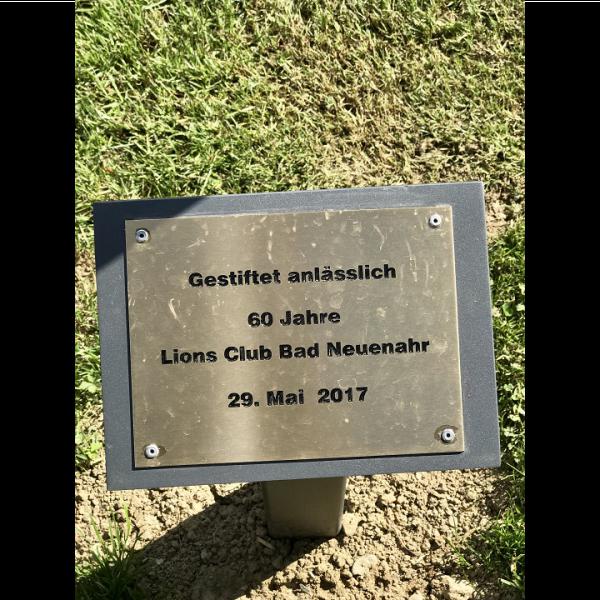 Gestiftet anlässlich
60 Jahre
Lions Club Bad Neuenahr
29. Mai 2017